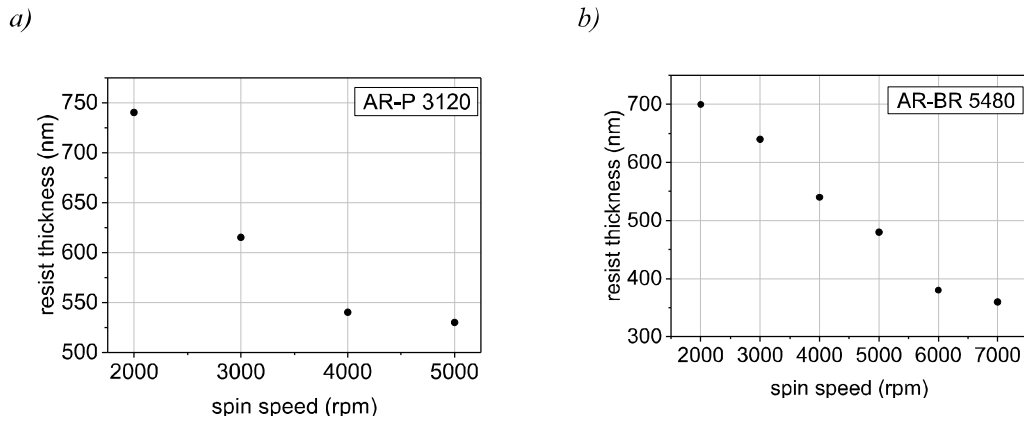 a)
AR-P 3120
resist thickness (nm)
750
700
650
600
550
500
2000 3000 4000 5000
spin speed (rpm)
b)
AR-BR 5480
resist thickness (nm)
700
600
500
400
300
2000 3000 4000 5000 6000 7000
spin speed (rpm)